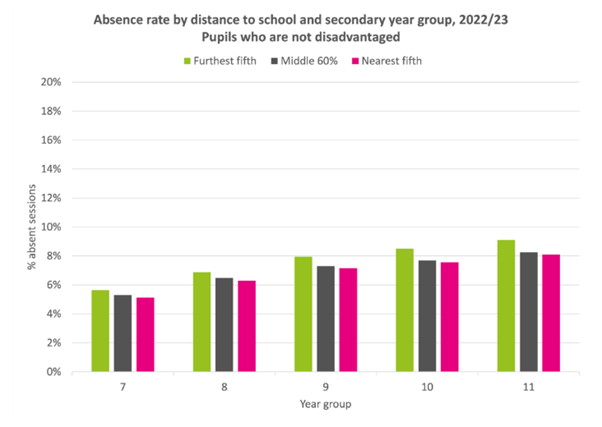 Absence rate by distance to school and secondary year group, 2022/23
Pupils who are not disadvantaged
Furthest fifth Middle 60% Nearest fifth
% absent sessions
20%
18%
16%
14%
12%
10%
8%
6%
4%
2%
0%
7 8 9 10 11
Year group